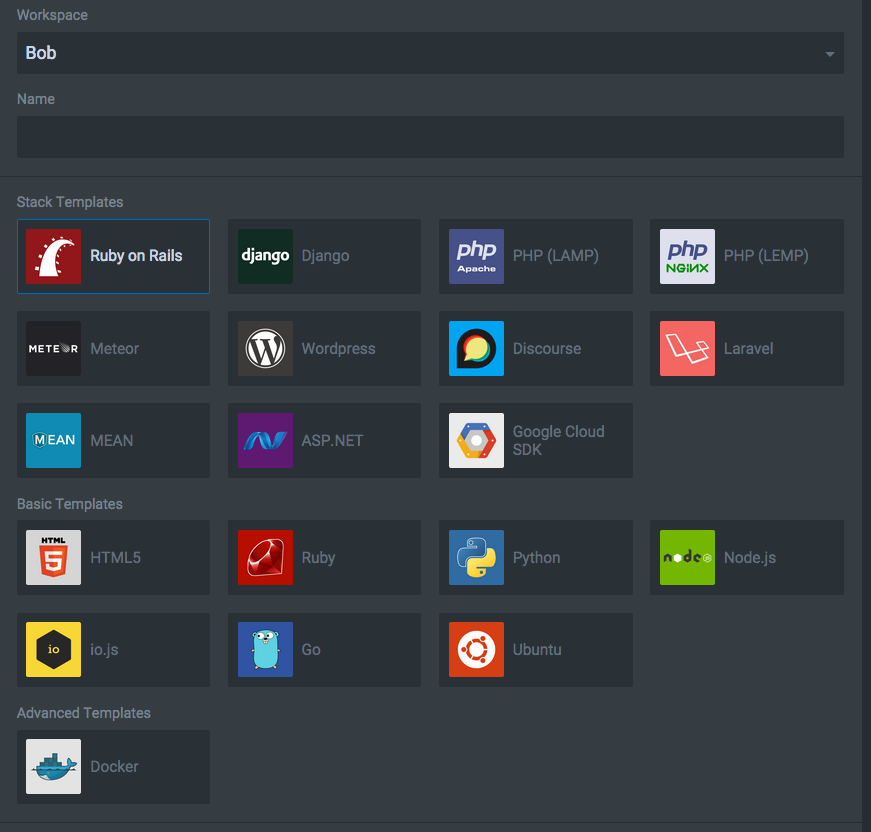 Workspace
Bob
Name
Stack Templates
Ruby on Rails
django
Django
php
Apache
PHP (LAMP)
php
NGiNX
PHP (LEMP)
METEOR
Meteor
W
Wordpress
Discourse
Laravel
MEAN
MEAN
ASP.NET
Google Cloud
SDK
Basic Templates
HTML
5
HTML5
Ruby
Python
node
Node.js
io
io.js
Go
Ubuntu
Advanced Templates
Docker